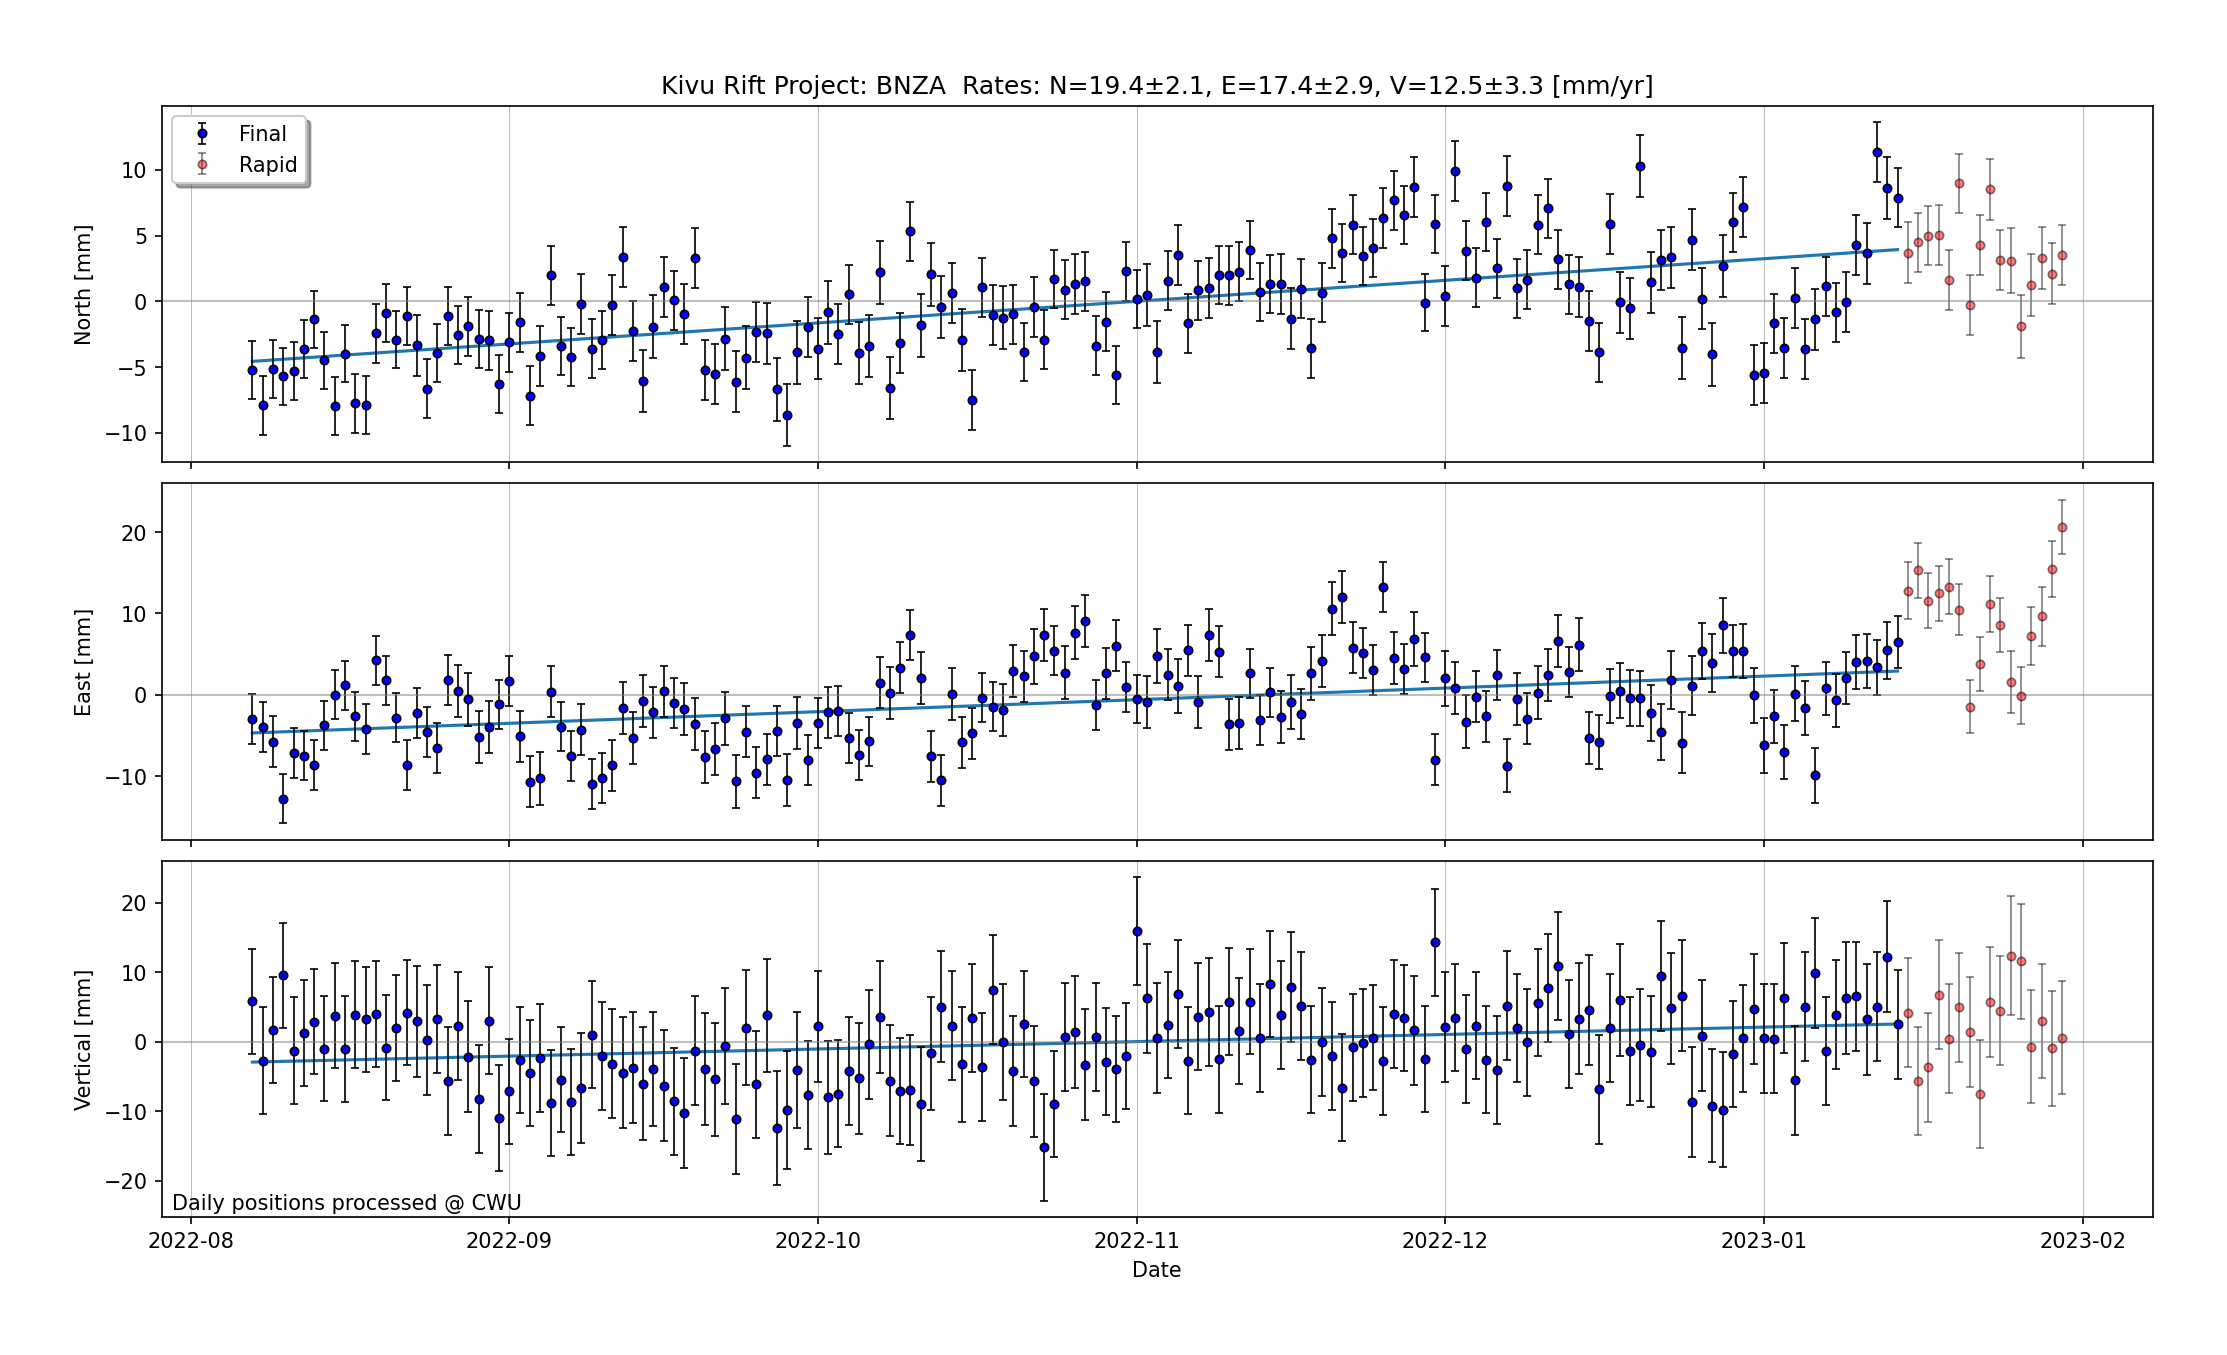 Kivu Rift Project: BNZA  Rates: N=19.4±2.1, E=17.4±2.9, V=12.5±3.3 [mm/yr]
Final
Rapid
North [mm]
10
5
0
−5
−10
East [mm]
20
10
0
−10
Vertical [mm]
20
10
0
−10
−20
Daily positions processed @ CWU
2022-08 2022-09 2022-10 2022-11 2022-12 2023-01 2023-02
Date